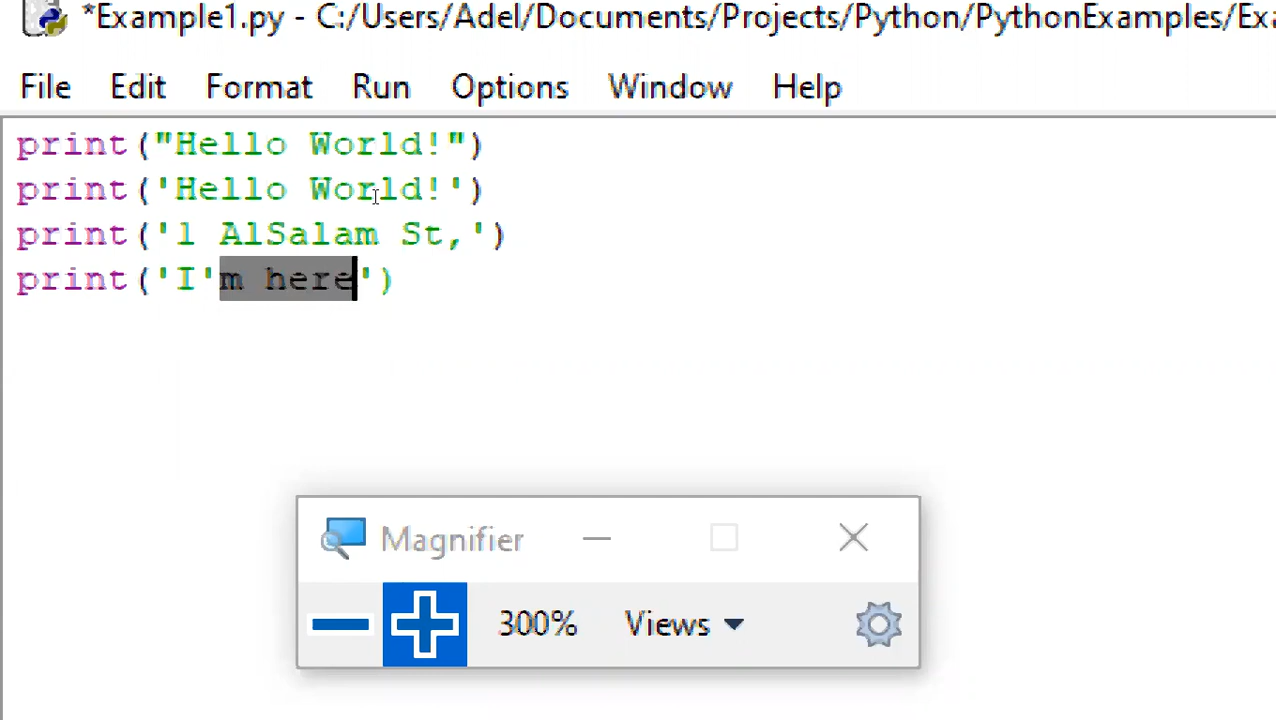 *Example1.py - C:/Users/Adel/Documents/Projects/Python/PythonExamples/Exa
File Edit Format Run Options Window Help
print("Hello World!")
print('Hello World!')
print('l AlSalam St,')
print('I'm here')
Magnifier
300% Views